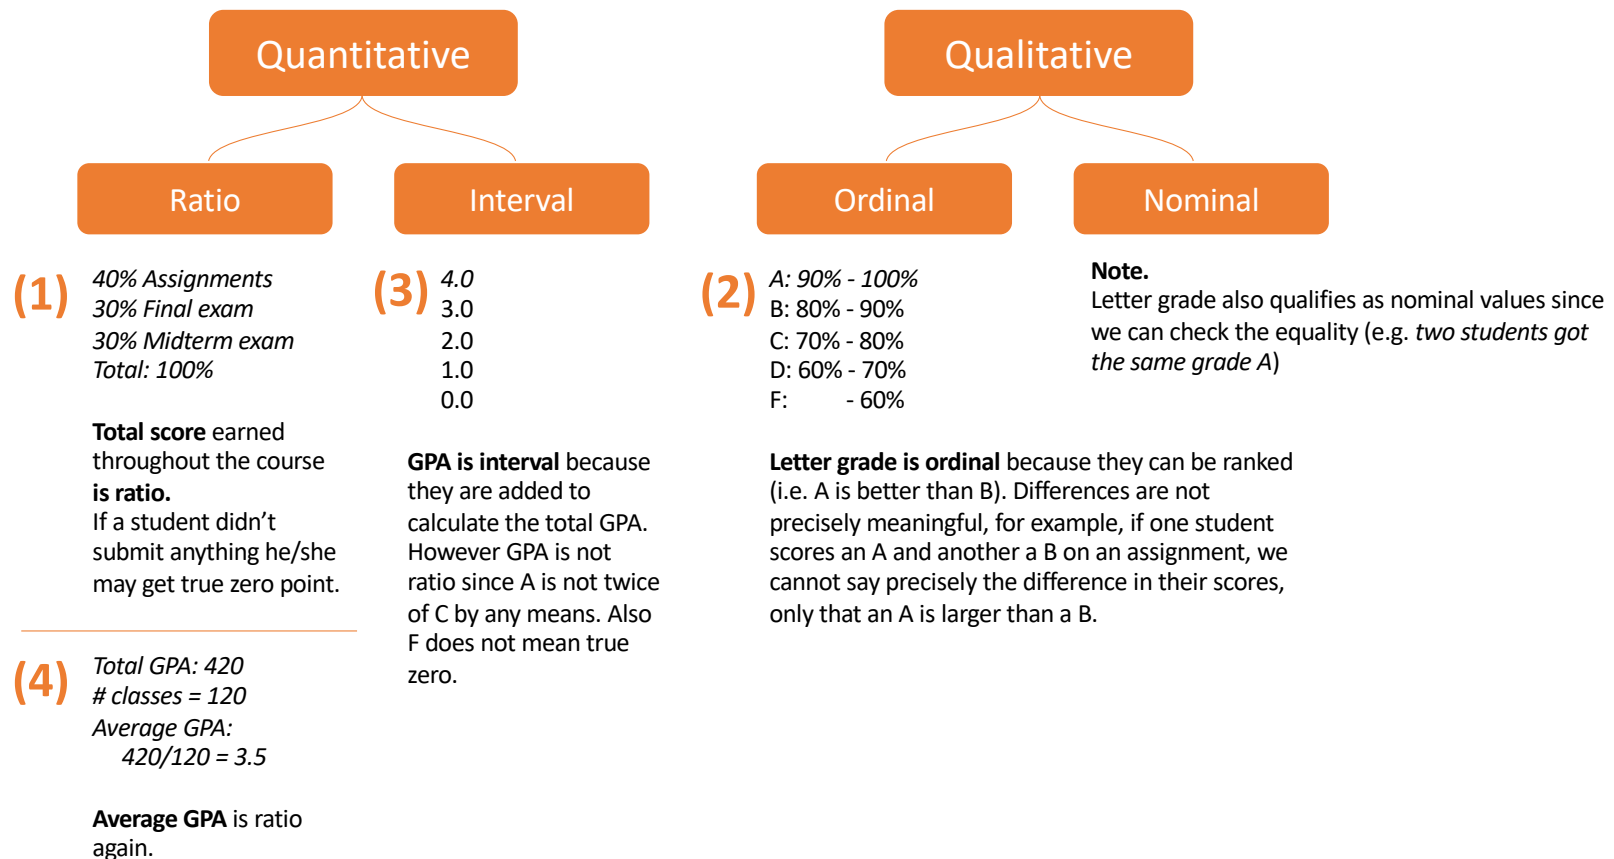 Quantitative
Qualitative
Ratio
Interval
Ordinal
Nominal
(1)
40% Assignments
30% Final exam
30% Midterm exam
Total: 100%
Total score earned
throughout the course
is ratio.
If a student didn’t
submit anything he/she
may get true zero point.
(4)
Total GPA: 420
# classes = 120
Average GPA:
420/120 = 3.5
Average GPA is ratio
again.
(3)
4.0
3.0
2.0
1.0
0.0
GPA is interval because
they are added to
calculate the total GPA.
However GPA is not
ratio since A is not twice
of C by any means. Also
F does not mean true
zero.
(2)
A: 90% - 100%
B: 80% - 90%
C: 70% - 80%
D: 60% - 70%
F: - 60%
Letter grade is ordinal because they can be ranked
(i.e. A is better than B). Differences are not
precisely meaningful, for example, if one student
scores an A and another a B on an assignment, we
cannot say precisely the difference in their scores,
only that an A is larger than a B.
Note.
Letter grade also qualifies as nominal values since
we can check the equality (e.g. two students got
the same grade A)